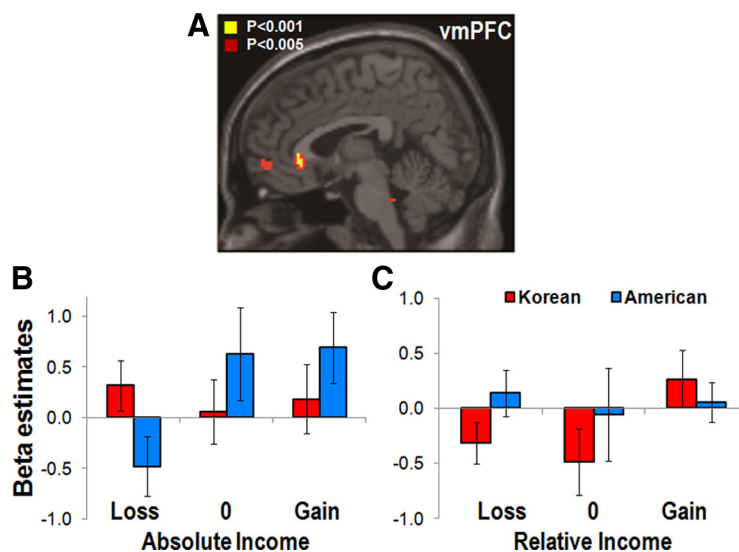 A
P<0.001
P<0.005
vmPFC
B
Beta estimates
1.0
0.5
0.0
-0.5
-1.0
Loss 0 Gain
Absolute Income
C
Korean American
1.0
0.5
0.0
-0.5
-1.0
Loss 0 Gain
Relative Income